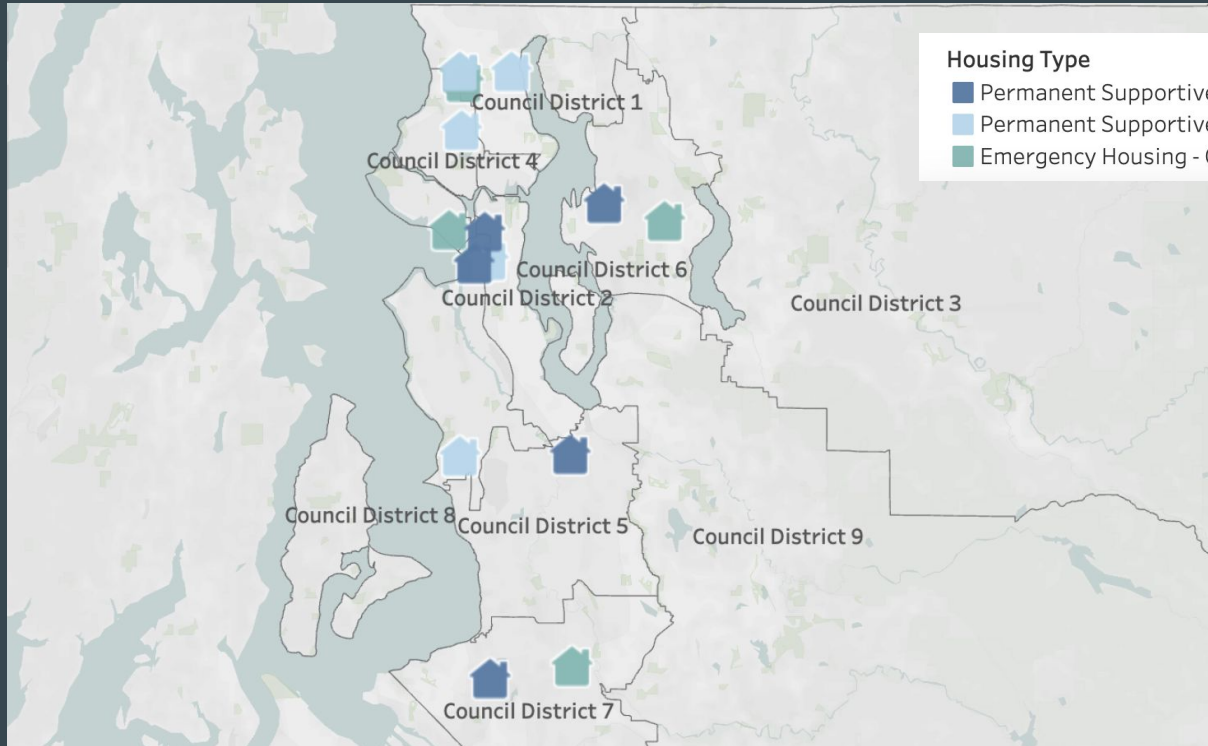 Housing Type
Permanent Supportive
Permanent Supportive
Emergency Housing -
Council District 1
Council District 4
Council District 6
Council District 2
Council District 3
Council District 8
Council District 5
Council District 9
Council District 7